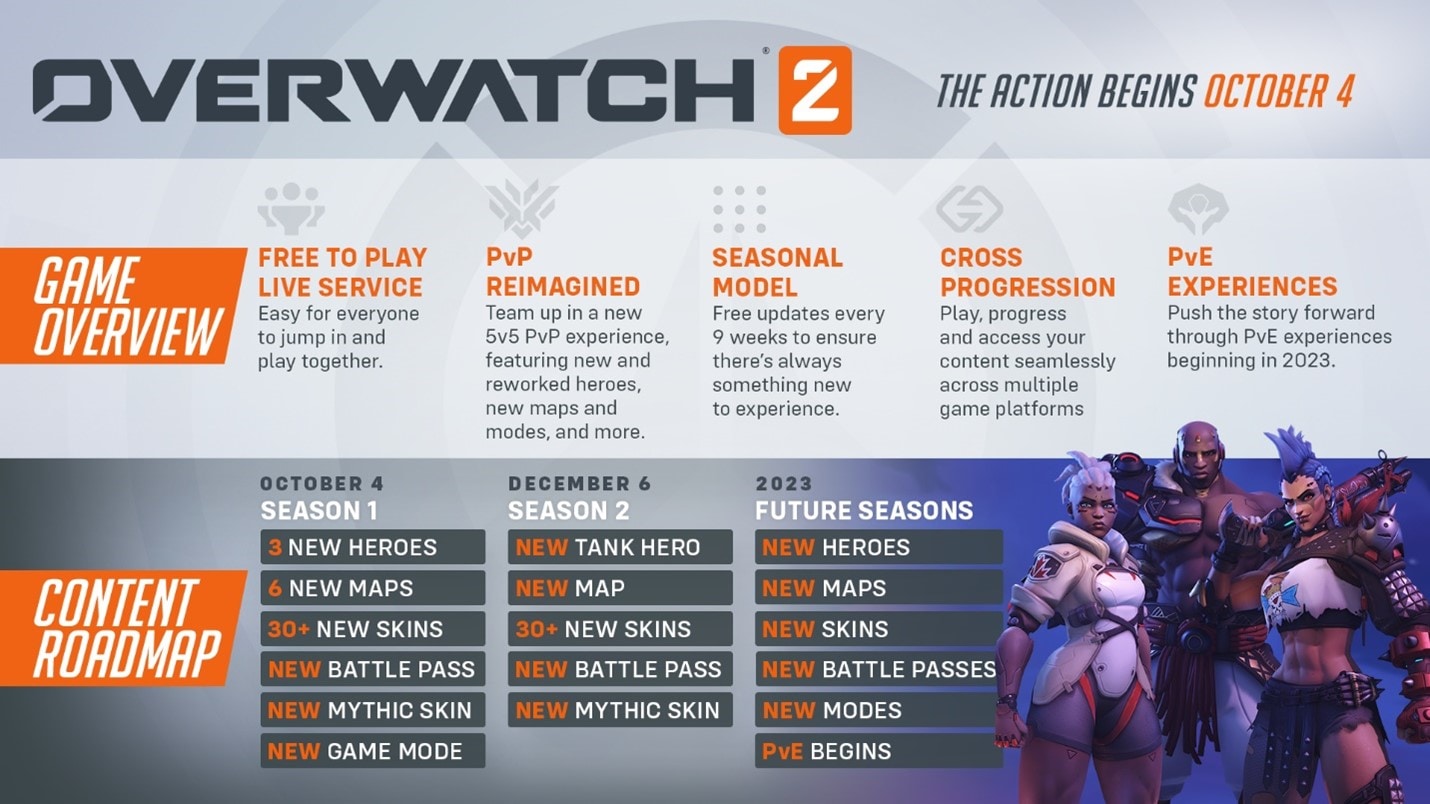 OVERWATCH® 2
THE ACTION BEGINS OCTOBER 4
GAME
OVERVIEW
FREE TO PLAY
LIVE SERVICE
Easy for everyone
to jump in and
play together.
PvP
REIMAGINED
Team up in a new
5v5 PvP experience,
featuring new and
reworked heroes,
new maps and
modes, and more.
SEASONAL
MODEL
Free updates every
9 weeks to ensure
there's always
something new
to experience.
CROSS
PROGRESSION
Play, progress
and access your
content seamlessly
across multiple
game platforms
PvE
EXPERIENCES
Push the story forward
through PvE experiences
beginning in 2023.
CONTENT
ROADMAP
OCTOBER 4
SEASON 1
3 NEW HEROES
6 NEW MAPS
30+ NEW SKINS
NEW BATTLE PASS
NEW MYTHIC SKIN
NEW GAME MODE
DECEMBER 6
SEASON 2
NEW TANK HERO
NEW MAP
30+ NEW SKINS
NEW BATTLE PASS
NEW MYTHIC SKIN
2023
FUTURE SEASONS
NEW HEROES
NEW MAPS
NEW SKINS
NEW BATTLE PASSES
NEW MODES
PvE BEGINS